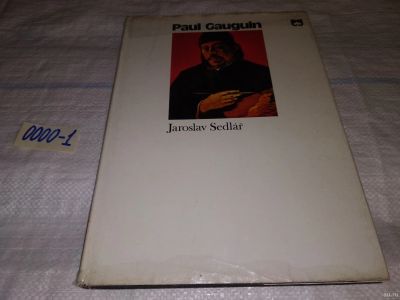 Paul Gauguin
Jaroslav Sedlář
0000-1